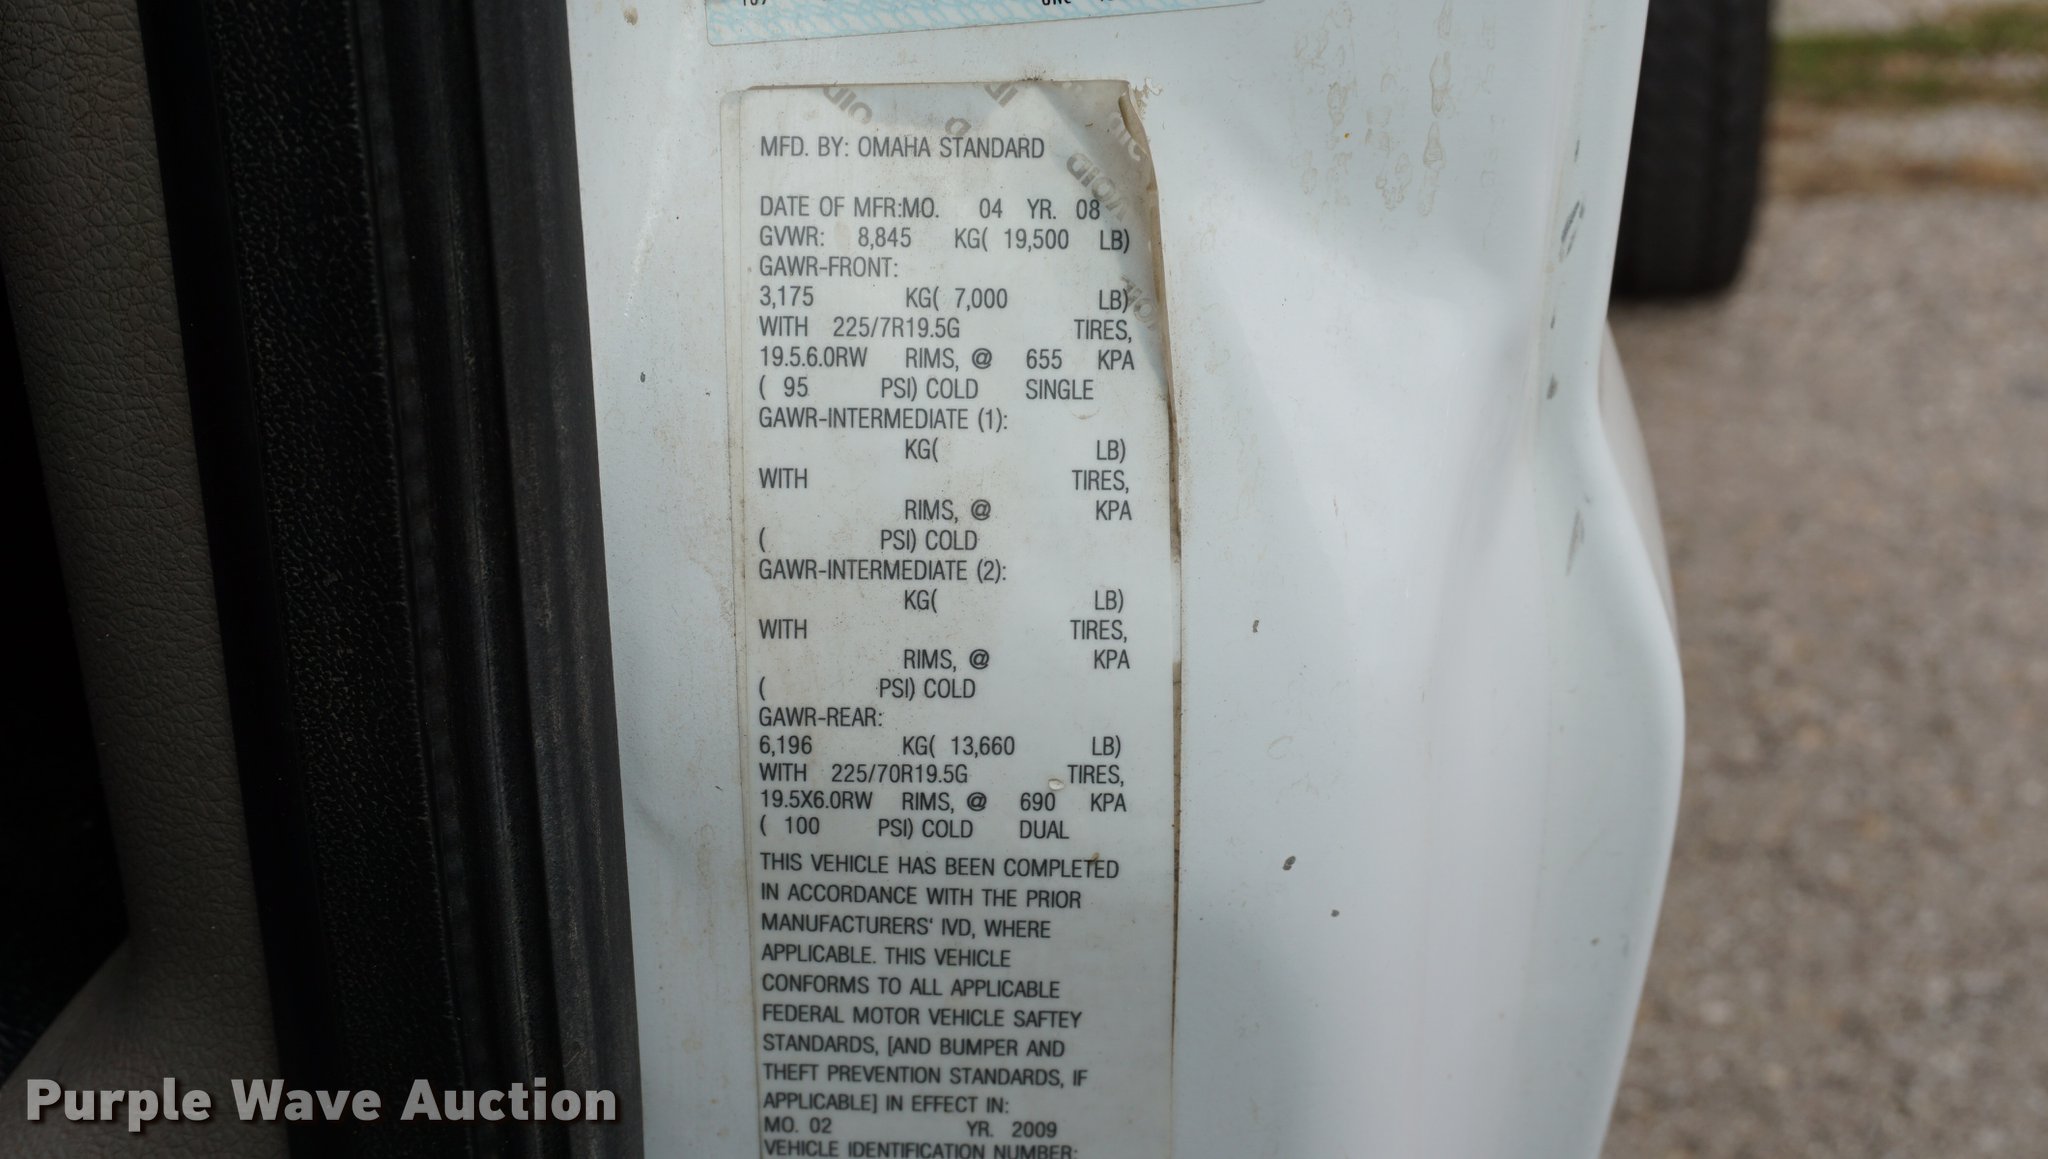 MFD. BY: OMAHA STANDARD
DATE OF MFR:MO. 04 YR. 08
GVWR: 8,845 KG( 19,500 LB)
GAWR-FRONT:
3,175 KG( 7,000 LB)
WITH 225/7R19.5G TIRES,
19.5.6.0RW RIMS, @ 655 KPA
( 95 PSI) COLD SINGLE
GAWR-INTERMEDIATE (1):
KG( LB)
WITH TIRES,
RIMS, @ KPA
( PSI) COLD
GAWR-INTERMEDIATE (2):
KG( LB)
WITH TIRES,
RIMS, @ KPA
( PSI) COLD
GAWR-REAR:
6,196 KG( 13,660 LB)
WITH 225/70R19.5G TIRES,
19.5X6.0RW RIMS, @ 690 KPA
( 100 PSI) COLD DUAL
THIS VEHICLE HAS BEEN COMPLETED
IN ACCORDANCE WITH THE PRIOR
MANUFACTURERS' IVD, WHERE
APPLICABLE. THIS VEHICLE
CONFORMS TO ALL APPLICABLE
FEDERAL MOTOR VEHICLE SAFTEY
STANDARDS, [AND BUMPER AND
THEFT PREVENTION STANDARDS, IF
APPLICABLE] IN EFFECT IN:
MO. 02 YR. 2009
VEHICLE IDENTIFICATION NUMBER:
VOID
VOID
Purple Wave Auction